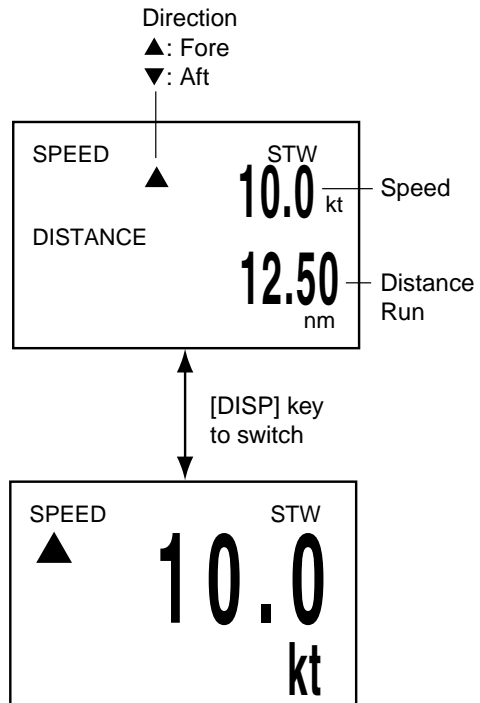 Direction
▲: Fore
▼: Aft
SPEED STW
▲ 10.0 kt Speed
DISTANCE
12.50 Distance
nm Run
[DISP] key
to switch
SPEED STW
▲ 10.0
kt